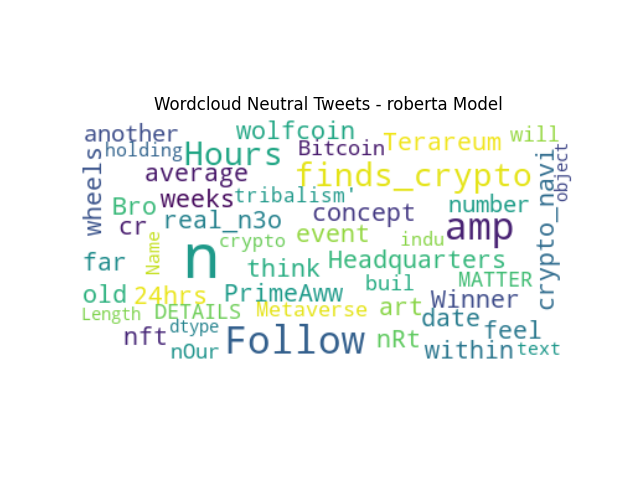 Wordcloud Neutral Tweets - roberta Model
another
wolfcoin
will
holding
Hours
Bitcoin
Terareum
object
wheels
average
finds_crypto
crypto_navi
weeks
tribalism'
Bro
concept
number
cr
real_n3o
amp
crypto
event
indu
Name
n
far
think
Headquarters
MATTER
old
24hrs
PrimeAww
buil
Winner
Length
DETAILS
Metaverse
art
date
dtype
feel
nft
Follow
nRt
nOur
within
text